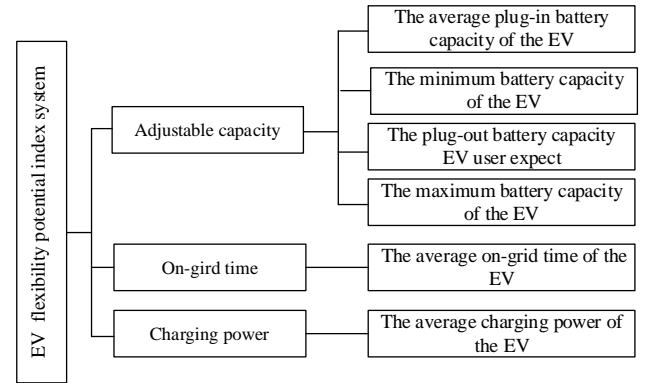 EV flexibility potential index system
Adjustable capacity
The average plug-in battery
capacity of the EV
The minimum battery capacity
of the EV
The plug-out battery capacity
EV user expect
The maximum battery capacity
of the EV
On-gird time
The average on-grid time of the
EV
Charging power
The average charging power of
the EV